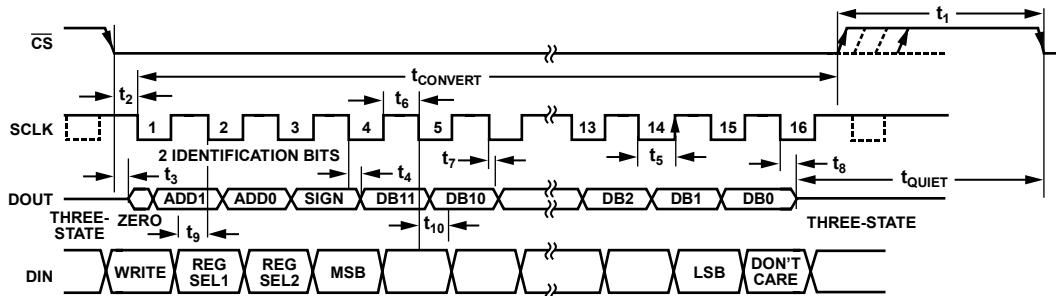 t1
CS
tCONVERT
t2
t6
SCLK
1 2 3 4 5 13 14 15 16
2 IDENTIFICATION BITS
t7
t5
t8
t3
t4
tQUIET
DOUT
ADD1 ADD0 SIGN DB11 DB10 DB2 DB1 DB0
THREE-
STATE
ZERO
THREE-STATE
t9
t10
DIN
WRITE
REG
SEL1
REG
SEL2
MSB
LSB
DON'T
CARE